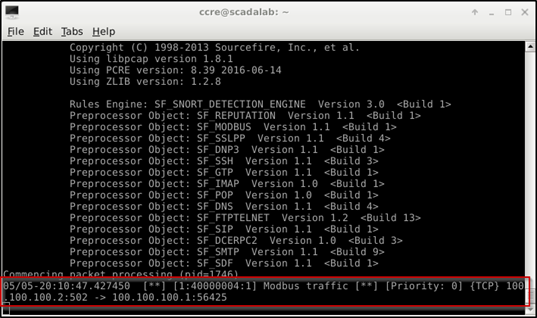 ccre@scadalab: ~
File Edit Tabs Help
Copyright (C) 1998-2013 Sourcefire, Inc., et al.
Using libpcap version 1.8.1
Using PCRE version: 8.39 2016-06-14
Using ZLIB version: 1.2.8
Rules Engine: SF_SNORT_DETECTION_ENGINE  Version 3.0  <Build 1>
Preprocessor Object: SF_REPUTATION  Version 1.1  <Build 1>
Preprocessor Object: SF_MODBUS  Version 1.1  <Build 1>
Preprocessor Object: SF_SSLPP  Version 1.1  <Build 4>
Preprocessor Object: SF_DNP3  Version 1.1  <Build 1>
Preprocessor Object: SF_SSH  Version 1.1  <Build 3>
Preprocessor Object: SF_GTP  Version 1.1  <Build 1>
Preprocessor Object: SF_IMAP  Version 1.0  <Build 1>
Preprocessor Object: SF_POP  Version 1.0  <Build 1>
Preprocessor Object: SF_DNS  Version 1.1  <Build 4>
Preprocessor Object: SF_FTPTELNET  Version 1.2  <Build 13>
Preprocessor Object: SF_SIP  Version 1.1  <Build 1>
Preprocessor Object: SF_DCERPC2  Version 1.0  <Build 3>
Preprocessor Object: SF_SMTP  Version 1.1  <Build 9>
Preprocessor Object: SF_SDF  Version 1.1  <Build 1>
Commencing packet processing (pid=1746)
05/05-20:10:47.427450  [**] [1:40000004:1] Modbus traffic [**] [Priority: 0] {TCP} 100
.100.100.2:502 -> 100.100.100.1:56425